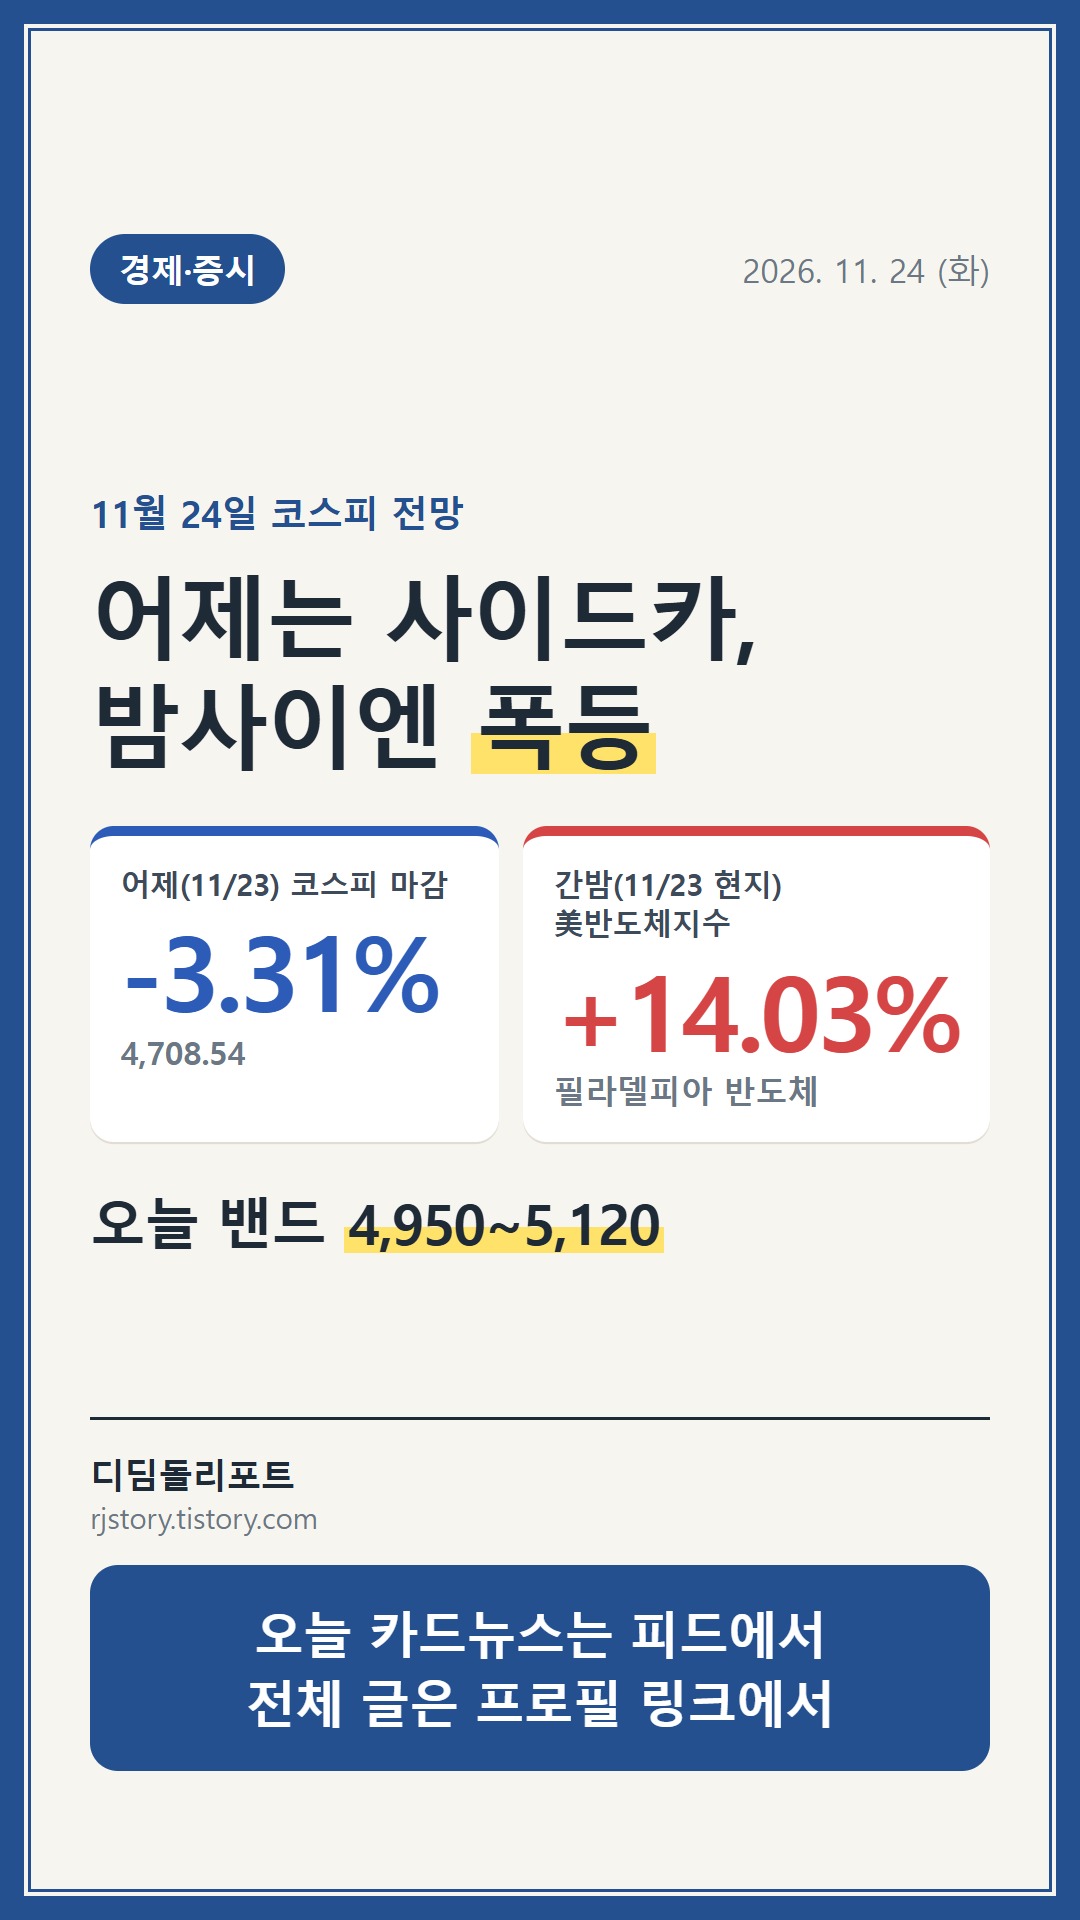 경제·증시
2026. 11. 24 (화)
11월 24일 코스피 전망
어제는 사이드카,
밤사이엔 폭등
어제(11/23) 코스피 마감
-3.31%
4,708.54
간밤(11/23 현지)
美반도체지수
+14.03%
필라델피아 반도체
오늘 밴드 4,950~5,120
디딤돌리포트
rjstory.tistory.com
오늘 카드뉴스는 피드에서
전체 글은 프로필 링크에서